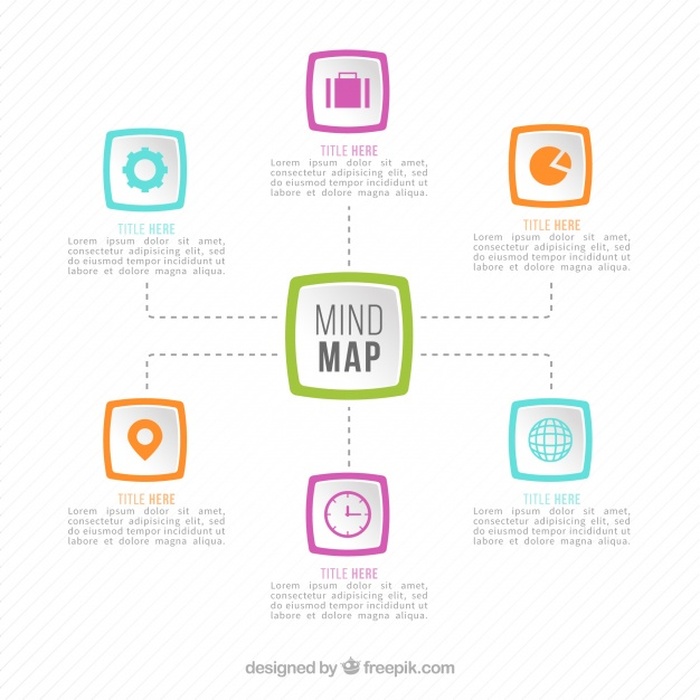 TITLE HERE
Lorem ipsum dolor sit amet,
consectetur adipisicing elit, sed
do eiusmod tempor incididunt ut
labore et dolore magna aliqua.
TITLE HERE
Lorem ipsum dolor sit amet,
consectetur adipisicing elit, sed
do eiusmod tempor incididunt ut
labore et dolore magna aliqua.
TITLE HERE
Lorem ipsum dolor sit amet,
consectetur adipisicing elit, sed
do eiusmod tempor incididunt ut
labore et dolore magna aliqua.
MIND
MAP
TITLE HERE
Lorem ipsum dolor sit amet,
consectetur adipisicing elit, sed
do eiusmod tempor incididunt ut
labore et dolore magna aliqua.
TITLE HERE
Lorem ipsum dolor sit amet,
consectetur adipisicing elit, sed
do eiusmod tempor incididunt ut
labore et dolore magna aliqua.
TITLE HERE
Lorem ipsum dolor sit amet,
consectetur adipisicing elit, sed
do eiusmod tempor incididunt ut
labore et dolore magna aliqua.
designed by freepik.com